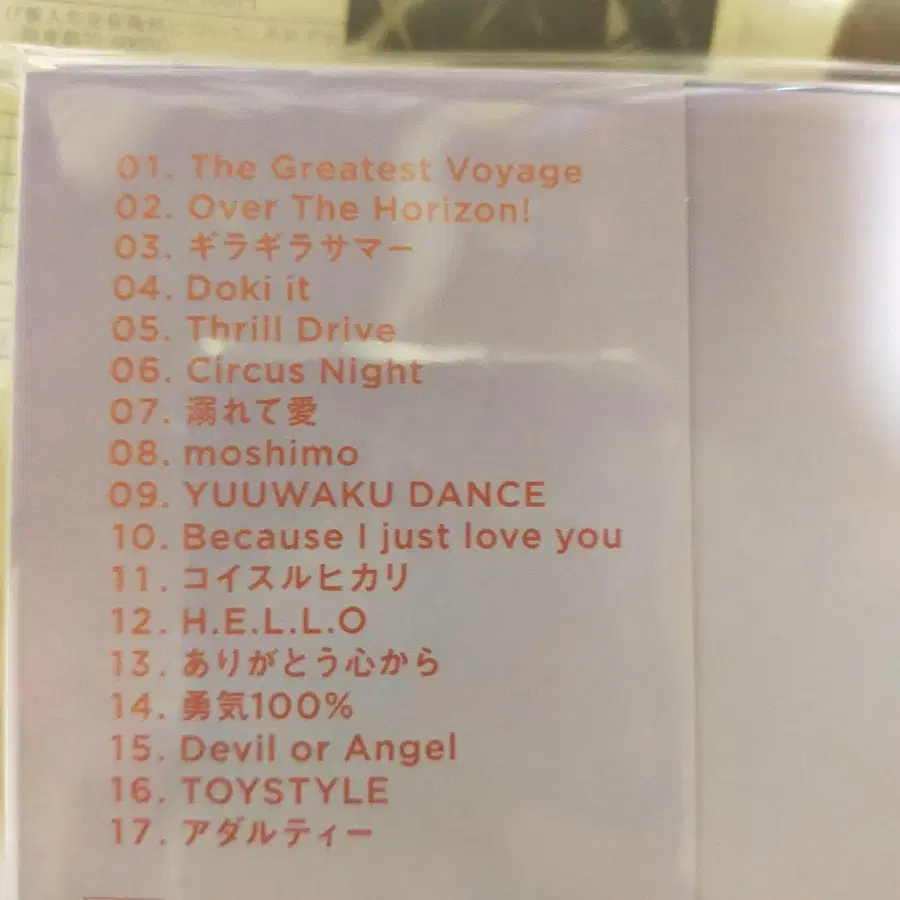 01. The Greatest Voyage
02. Over The Horizon!
03. ギラギラサマー
04. Doki it
05. Thrill Drive
06. Circus Night
07. 溺れて愛
08. moshimo
09. YUUWAKU DANCE
10. Because I just love you
11. コイスルヒカリ
12. H.E.L.L.O
13. ありがとう心から
14. 勇気100%
15. Devil or Angel
16. TOYSTYLE
17. アダルティー